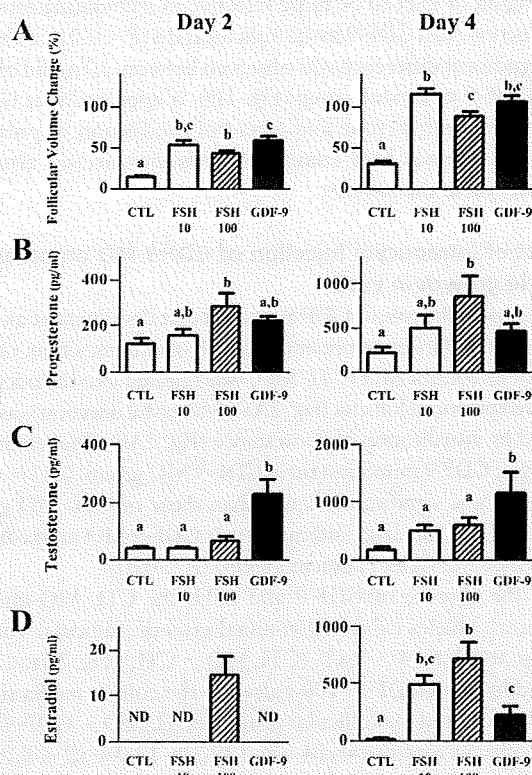 Day 2 Day 4
A
Follicular Volume Change (%)
100
50
0
a b,c b c
CTL FSH 10 FSH 100 GDF-9
100
50
0
a b c b,c
CTL FSH 10 FSH 100 GDF-9
B
Progesterone (pg/ml)
400
200
0
a a,b b a,b
CTL FSH 10 FSH 100 GDF-9
1000
500
0
a a,b b a,b
CTL FSH 10 FSH 100 GDF-9
C
Testosterone (pg/ml)
400
200
0
a a a b
CTL FSH 10 FSH 100 GDF-9
2000
1000
0
a a a b
CTL FSH 10 FSH 100 GDF-9
D
Estradiol (pg/ml)
20
10
0
ND ND ND
CTL FSH 10 FSH 100 GDF-9
1000
500
0
a b,c b c
CTL FSH 10 FSH 100 GDF-9